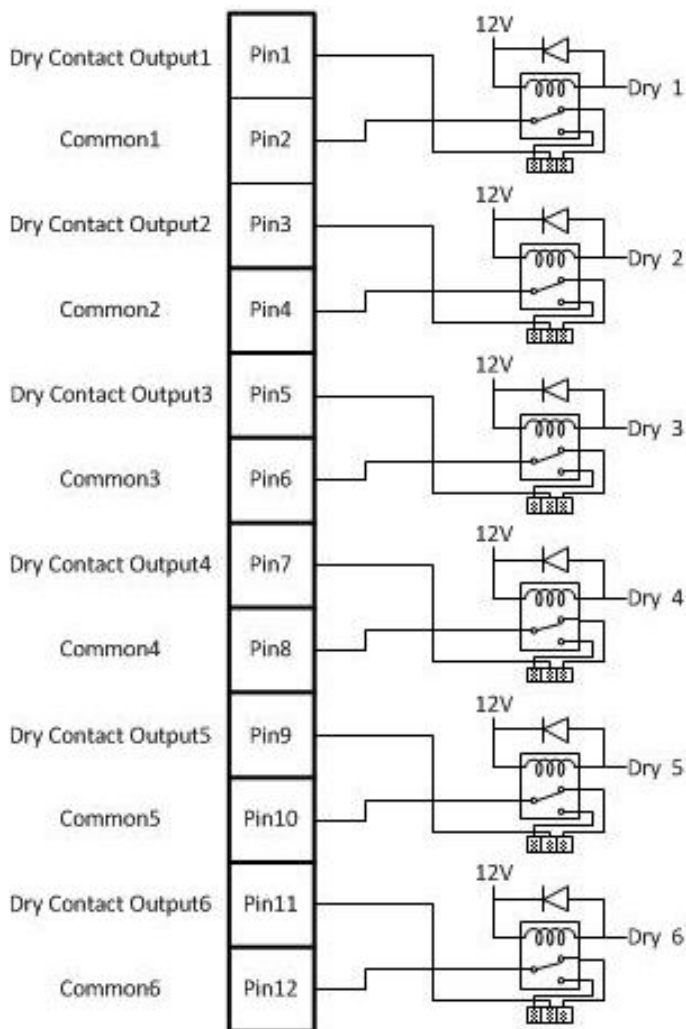 12V
Dry Contact Output1 Pin1 Dry 1
Common1 Pin2
12V
Dry Contact Output2 Pin3 Dry 2
Common2 Pin4
12V
Dry Contact Output3 Pin5 Dry 3
Common3 Pin6
12V
Dry Contact Output4 Pin7 Dry 4
Common4 Pin8
12V
Dry Contact Output5 Pin9 Dry 5
Common5 Pin10
12V
Dry Contact Output6 Pin11 Dry 6
Common6 Pin12